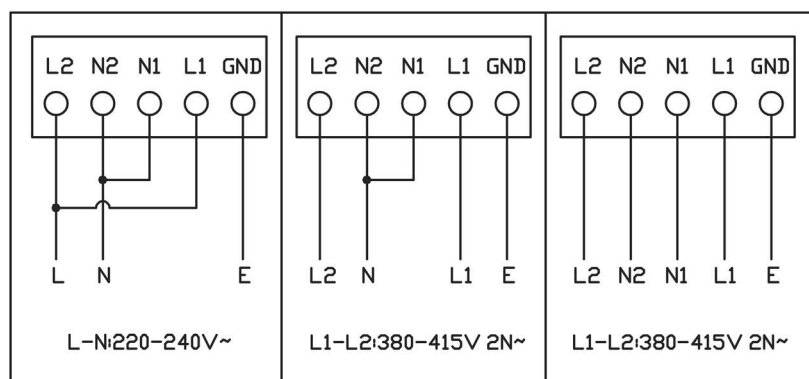 L2 N2 N1 L1 GND
L N E
L-N:220-240V~
L2 N2 N1 L1 GND
L2 N L1 E
L1-L2:380-415V 2N~
L2 N2 N1 L1 GND
L2 N2 N1 L1 E
L1-L2:380-415V 2N~